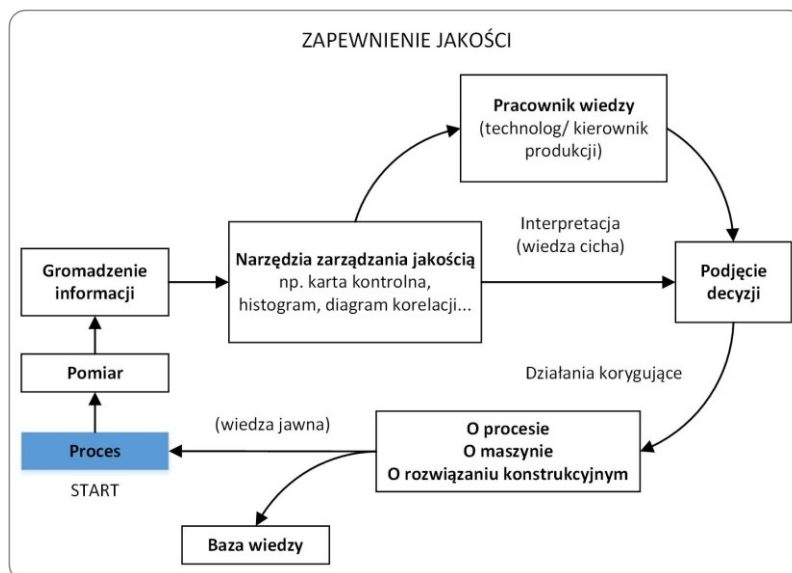 ZAPEWNIENIE JAKOŚCI
Pracownik wiedzy
(technolog/ kierownik
produkcji)
Interpretacja
(wiedza cicha)
Narzędzia zarządzania jakością
np. karta kontrolna,
histogram, diagram korelacji...
Gromadzenie
informacji
Podjęcie
decyzji
Pomiar
Działania korygujące
(wiedza jawna)
O procesie
O maszynie
O rozwiązaniu konstrukcyjnym
Proces
START
Baza wiedzy